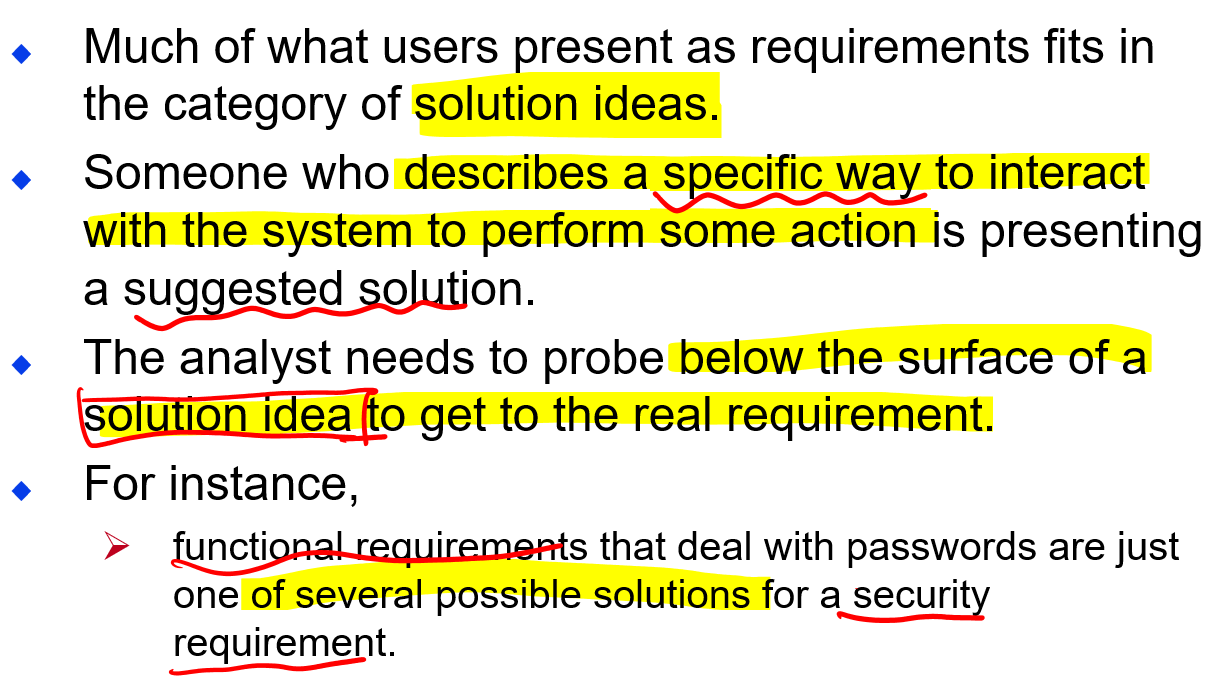 Much of what users present as requirements fits in
the category of solution ideas.
Someone who describes a specific way to interact
with the system to perform some action is presenting
a suggested solution.
The analyst needs to probe below the surface of a
solution idea to get to the real requirement.
For instance,
functional requirements that deal with passwords are just
one of several possible solutions for a security
requirement.